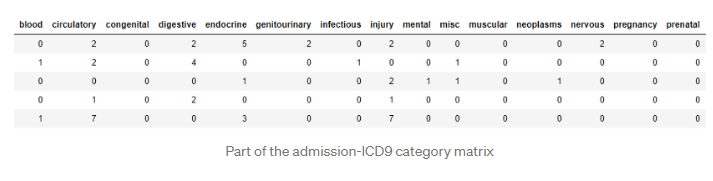 blood circulatory congenital digestive endocrine genitourinary infectious injury mental misc muscular neoplasms nervous pregnancy prenatal
0 2 0 2 5 2 0 2 0 0 0 0 2 0 0
1 2 0 4 0 0 1 0 0 1 0 0 0 0 0
0 0 0 0 1 0 0 2 1 1 0 1 0 0 0
0 1 0 2 0 0 0 1 0 0 0 0 0 0 0
1 7 0 0 3 0 0 7 0 0 0 0 0 0 0
Part of the admission-ICD9 category matrix